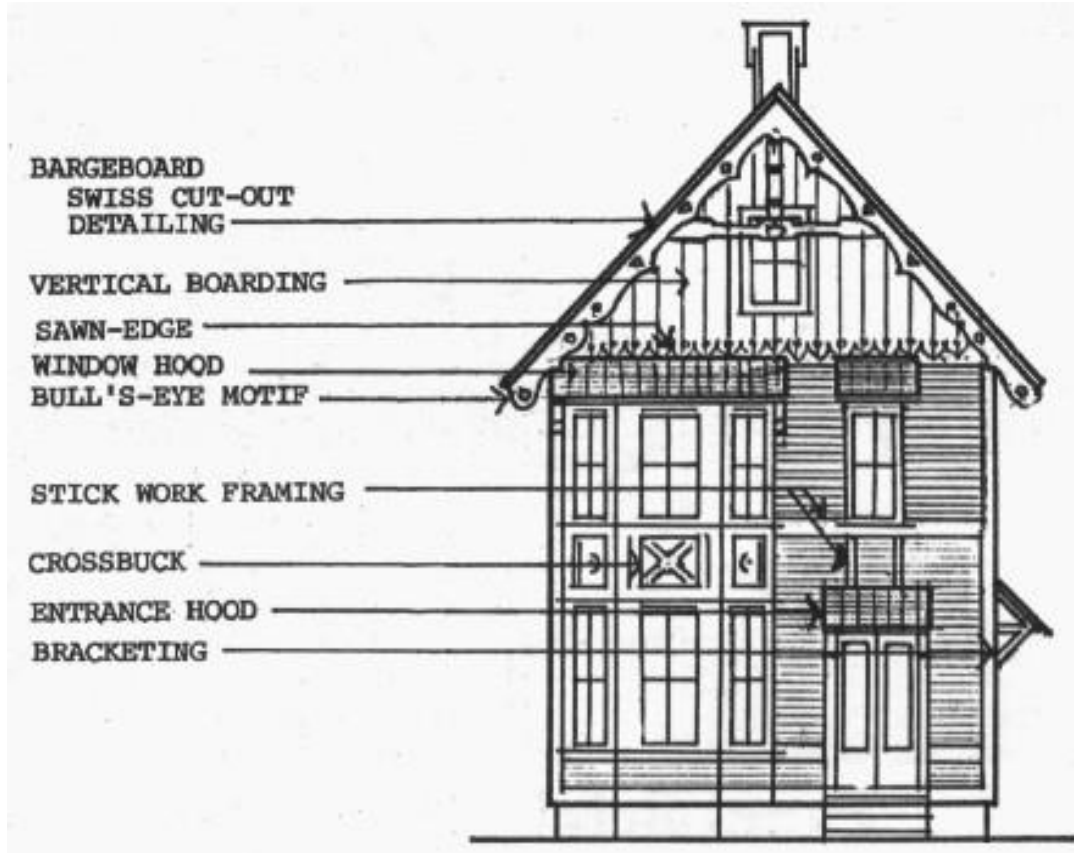 BARGEBOARD
SWISS CUT-OUT
DETAILING
VERTICAL BOARDING
SAWN-EDGE
WINDOW HOOD
BULL'S-EYE MOTIF
STICK WORK FRAMING
CROSSBUCK
ENTRANCE HOOD
BRACKETING